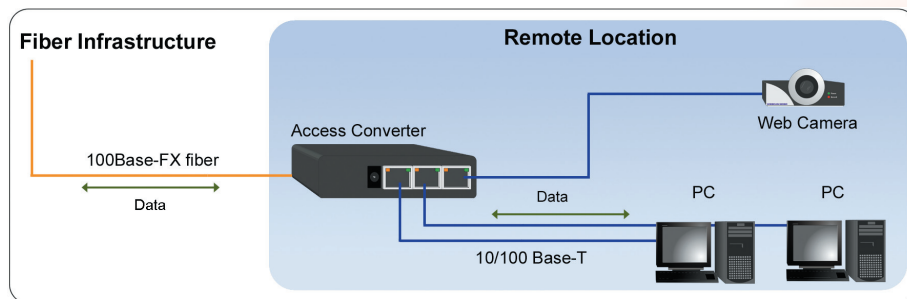 Fiber Infrastructure
Remote Location
Access Converter
Web Camera
100Base-FX fiber
Data
Data
PC
PC
10/100 Base-T